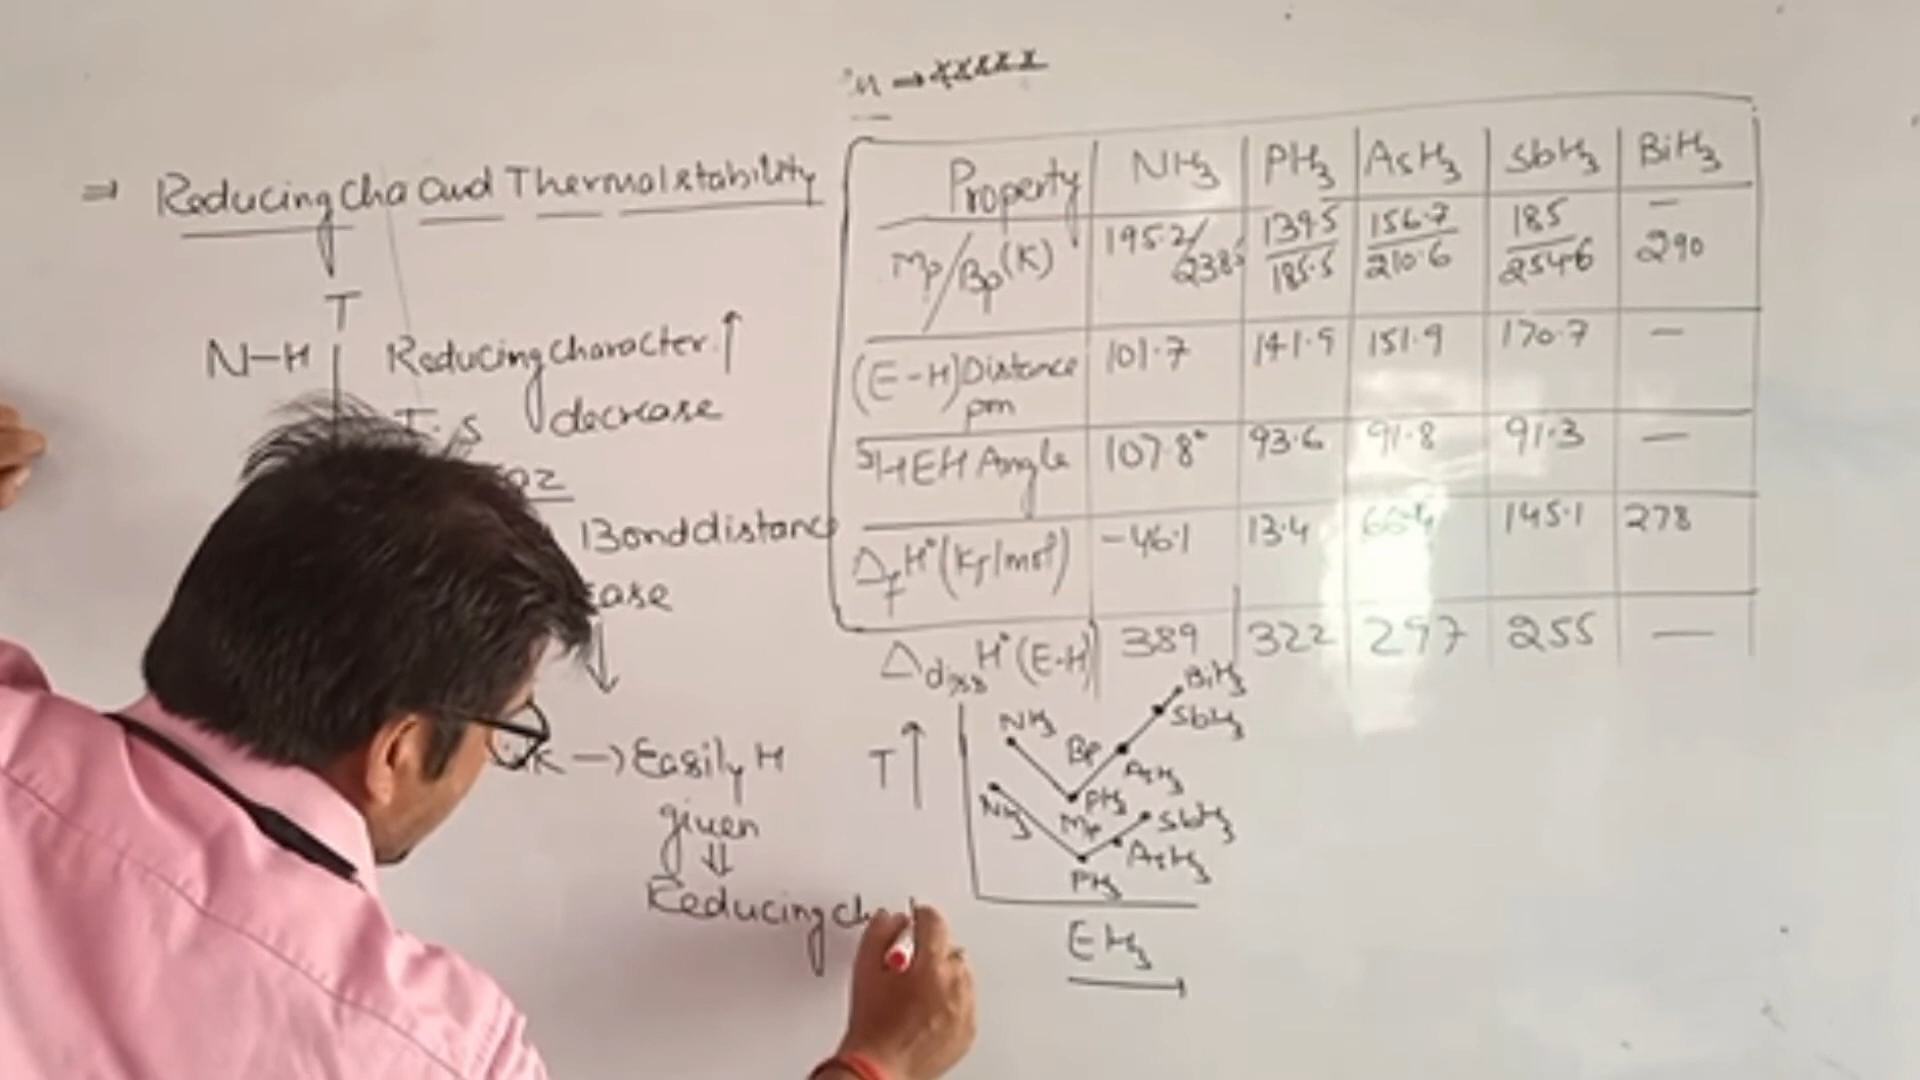 ⇒ Reducing Cha and Thermal stability
N-H
Reducing character ↑
T.S decrease
Bond distance
↓
→ Easily H
given
⇓
Reducing cha
Property NH3 PH3 AsH3 SbH3 BiH3
Mp/Bp(K) 195.2/238.5 139.5/185.5 156.7/210.6 185/254.6 -/290
(E-H) Distance pm 101.7 141.9 151.9 170.7 —
HEH Angle 107.8° 93.6 91.8 91.3 —
ΔfH°(KJ/mol) -46.1 13.4 66.4 145.1 278
ΔdissH°(E-H) 389 322 297 255 —
T↑
NH3 Bp PH3 AsH3 SbH3 BiH3
NH3 Mp PH3 AsH3 SbH3
EH3 →